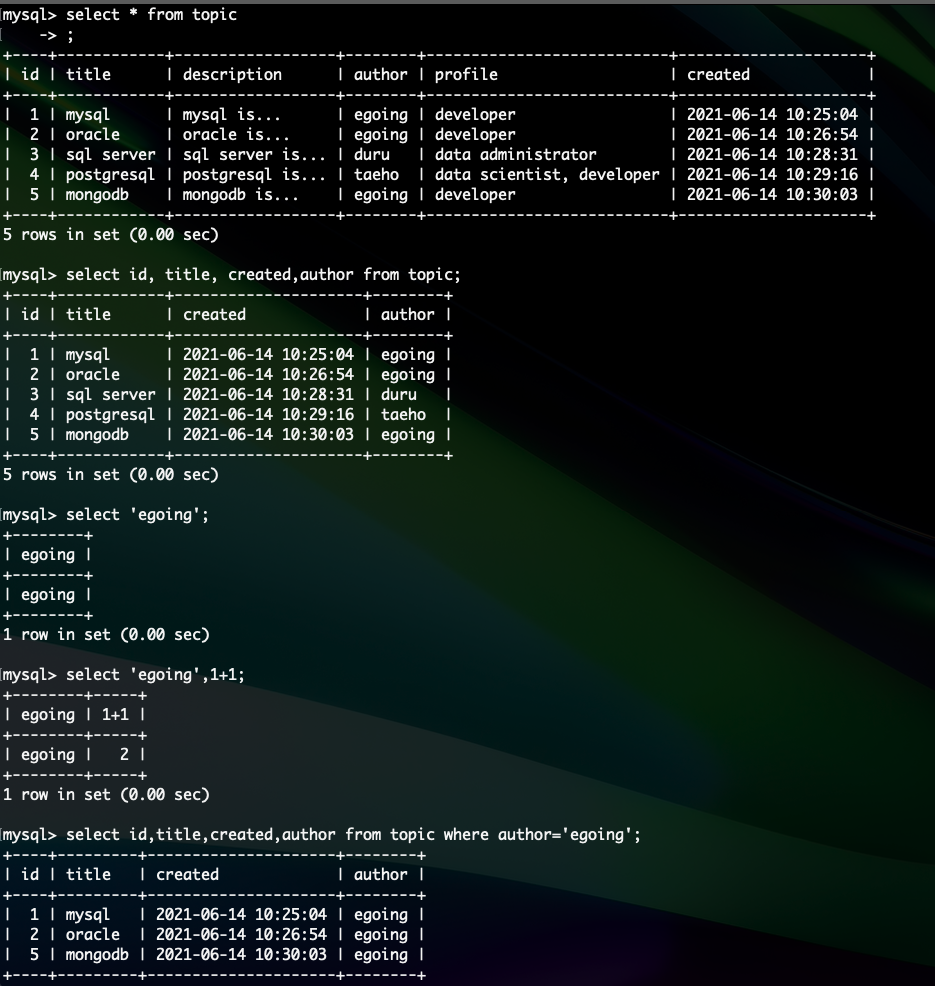 [mysql> select * from topic
[    -> ;
+----+------------+-------------------+--------+---------------------------+---------------------+
| id | title      | description       | author | profile                   | created             |
+----+------------+-------------------+--------+---------------------------+---------------------+
|  1 | mysql      | mysql is...       | egoing | developer                 | 2021-06-14 10:25:04 |
|  2 | oracle     | oracle is...      | egoing | developer                 | 2021-06-14 10:26:54 |
|  3 | sql server | sql server is...  | duru   | data administrator        | 2021-06-14 10:28:31 |
|  4 | postgresql | postgresql is...  | taeho  | data scientist, developer | 2021-06-14 10:29:16 |
|  5 | mongodb    | mongodb is...     | egoing | developer                 | 2021-06-14 10:30:03 |
+----+------------+-------------------+--------+---------------------------+---------------------+
5 rows in set (0.00 sec)
[mysql> select id, title, created,author from topic;
+----+------------+---------------------+--------+
| id | title      | created             | author |
+----+------------+---------------------+--------+
|  1 | mysql      | 2021-06-14 10:25:04 | egoing |
|  2 | oracle     | 2021-06-14 10:26:54 | egoing |
|  3 | sql server | 2021-06-14 10:28:31 | duru   |
|  4 | postgresql | 2021-06-14 10:29:16 | taeho  |
|  5 | mongodb    | 2021-06-14 10:30:03 | egoing |
+----+------------+---------------------+--------+
5 rows in set (0.00 sec)
[mysql> select 'egoing';
+--------+
| egoing |
+--------+
| egoing |
+--------+
1 row in set (0.00 sec)
[mysql> select 'egoing',1+1;
+--------+-----+
| egoing | 1+1 |
+--------+-----+
| egoing |   2 |
+--------+-----+
1 row in set (0.00 sec)
[mysql> select id,title,created,author from topic where author='egoing';
+----+---------+---------------------+--------+
| id | title   | created             | author |
+----+---------+---------------------+--------+
|  1 | mysql   | 2021-06-14 10:25:04 | egoing |
|  2 | oracle  | 2021-06-14 10:26:54 | egoing |
|  5 | mongodb | 2021-06-14 10:30:03 | egoing |
+----+---------+---------------------+--------+